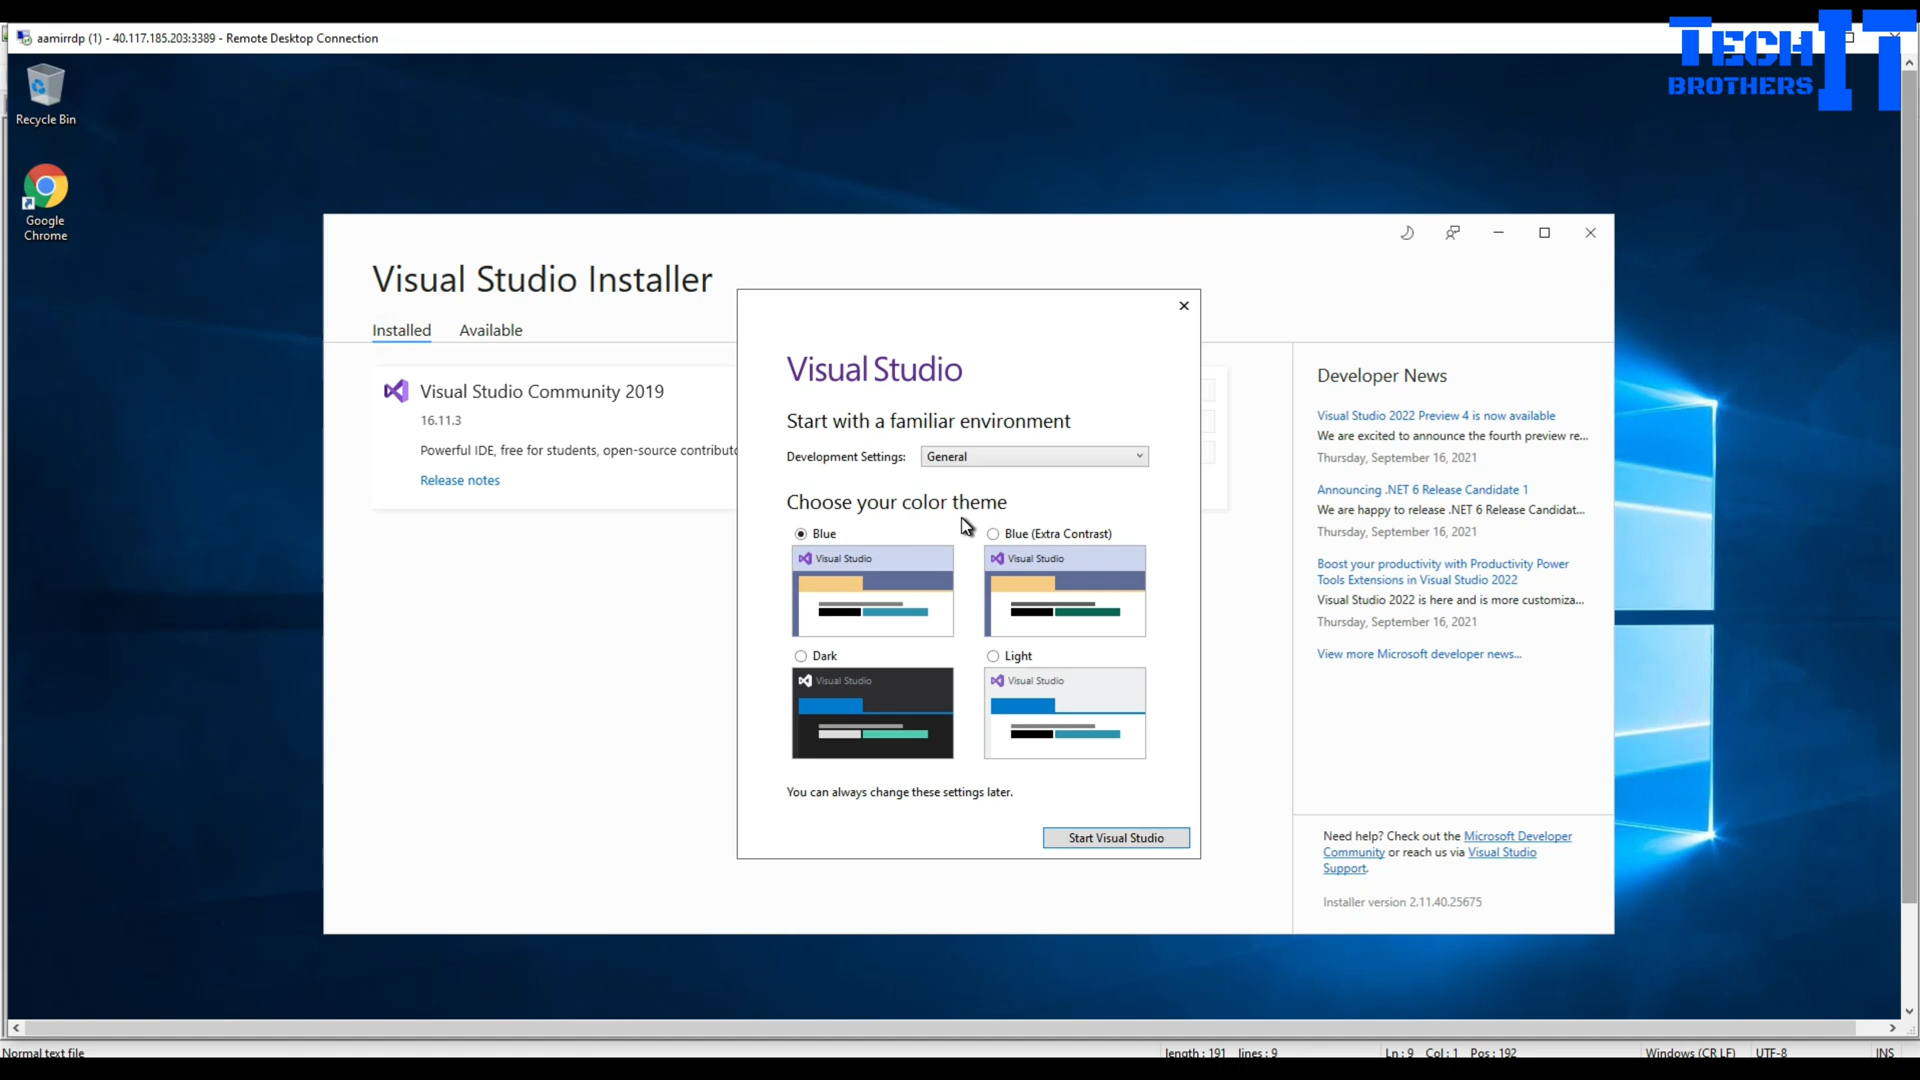 aamirrdp (1) - 40.117.185.203:3389 - Remote Desktop Connection
TECH
BROTHERS
IT
Recycle Bin
Google
Chrome
Visual Studio Installer
Installed
Available
Visual Studio Community 2019
16.11.3
Powerful IDE, free for students, open-source contributo
Release notes
Visual Studio
Start with a familiar environment
Development Settings: General
Choose your color theme
Blue
Blue (Extra Contrast)
Visual Studio
Visual Studio
Dark
Light
Visual Studio
Visual Studio
You can always change these settings later.
Start Visual Studio
Developer News
Visual Studio 2022 Preview 4 is now available
We are excited to announce the fourth preview re...
Thursday, September 16, 2021
Announcing .NET 6 Release Candidate 1
We are happy to release .NET 6 Release Candidat...
Thursday, September 16, 2021
Boost your productivity with Productivity Power
Tools Extensions in Visual Studio 2022
Visual Studio 2022 is here and is more customiza...
Thursday, September 16, 2021
View more Microsoft developer news...
Need help? Check out the Microsoft Developer
Community or reach us via Visual Studio
Support.
Installer version 2.11.40.25675
Normal text file
length : 191 lines : 9
Ln : 9 Col : 1 Pos : 192
Windows (CR LF)
UTF-8
INS